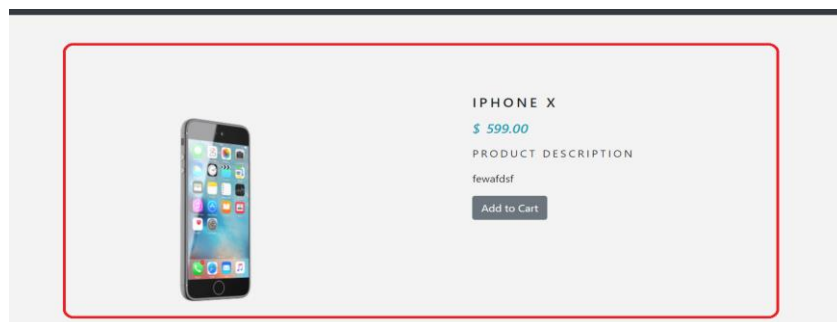 IPHONE X
$ 599.00
PRODUCT DESCRIPTION
fewafdsf
Add to Cart